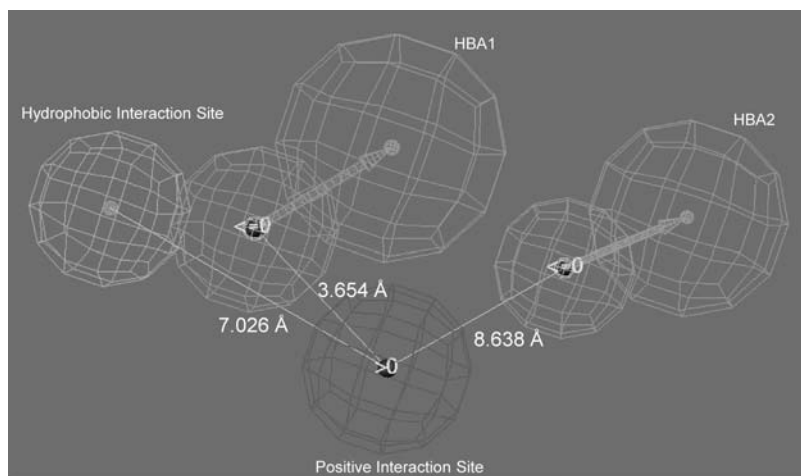 HBA1
Hydrophobic Interaction Site
HBA2
<=0
<=0
3.654 Å
7.026 Å
8.638 Å
>0
Positive Interaction Site